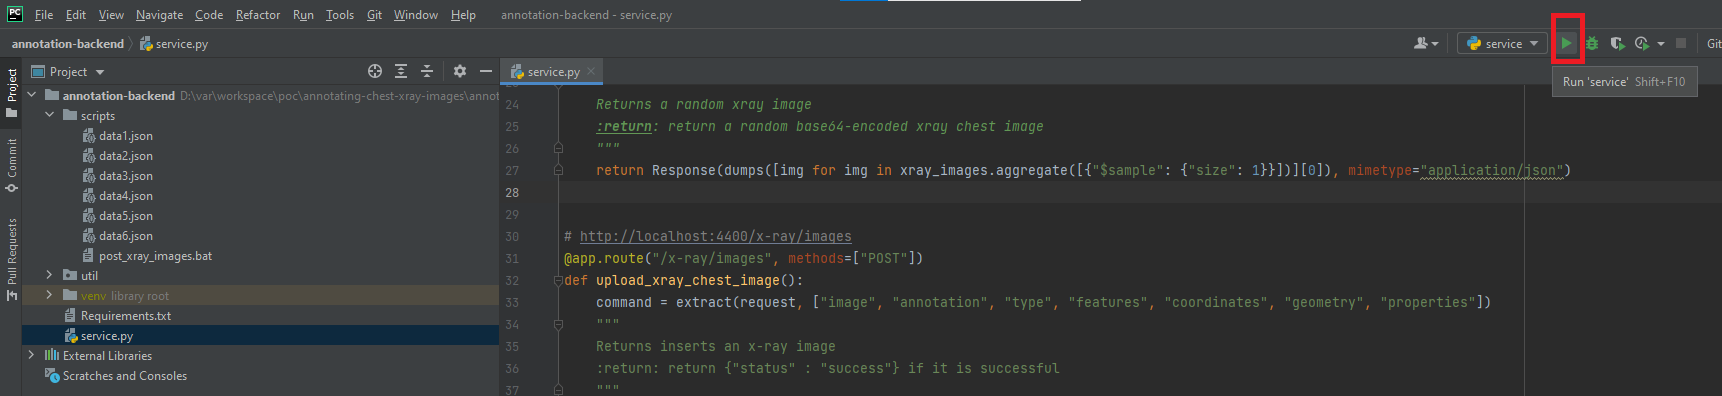 PC File Edit View Navigate Code Refactor Run Tools Git Window Help annotation-backend - service.py
annotation-backend service.py service Git
Run 'service' Shift+F10
Project
Commit
Pull Requests
Project
annotation-backend D:\var\workspace\poc\annotating-chest-xray-images\annot
scripts
data1.json
data2.json
data3.json
data4.json
data5.json
data6.json
post_xray_images.bat
util
venv library root
Requirements.txt
service.py
External Libraries
Scratches and Consoles
service.py
24 Returns a random xray image
25 :return: return a random base64-encoded xray chest image
26 """
27 return Response(dumps([img for img in xray_images.aggregate([{"$sample": {"size": 1}}])][0]), mimetype="application/json")
28
29
30 # http://localhost:4400/x-ray/images
31 @app.route("/x-ray/images", methods=["POST"])
32 def upload_xray_chest_image():
33 command = extract(request, ["image", "annotation", "type", "features", "coordinates", "geometry", "properties"])
34 """
35 Returns inserts an x-ray image
36 :return: return {"status" : "success"} if it is successful
37 """